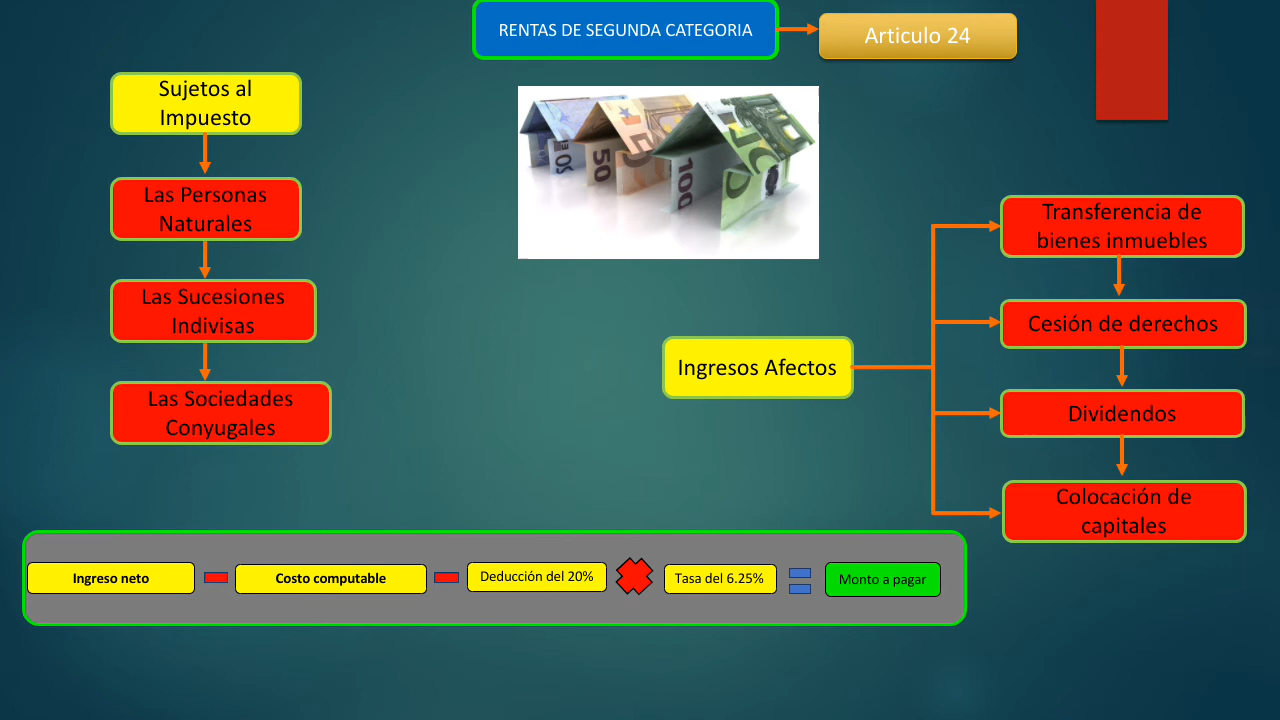 RENTAS DE SEGUNDA CATEGORIA
Articulo 24
Sujetos al
Impuesto
Las Personas
Naturales
Las Sucesiones
Indivisas
Las Sociedades
Conyugales
50
100
Ingresos Afectos
Transferencia de
bienes inmuebles
Cesión de derechos
Dividendos
Colocación de
capitales
Ingreso neto
Costo computable
Deducción del 20%
Tasa del 6.25%
Monto a pagar